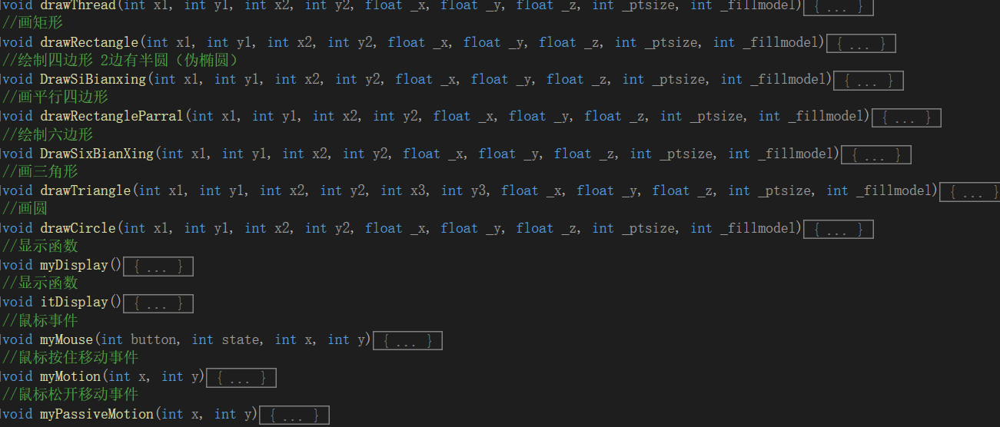 void drawThread(int x1, int y1, int x2, int y2, float _x, float _y, float _z, int _ptsize, int _fillmodel){ ... }
//画矩形
void drawRectangle(int x1, int y1, int x2, int y2, float _x, float _y, float _z, int _ptsize, int _fillmodel){ ... }
//绘制四边形 2边有半圆（伪椭圆）
void DrawSiBianxing(int x1, int y1, int x2, int y2, float _x, float _y, float _z, int _ptsize, int _fillmodel){ ... }
//画平行四边形
void drawRectangleParral(int x1, int y1, int x2, int y2, float _x, float _y, float _z, int _ptsize, int _fillmodel){ ... }
//绘制六边形
void DrawSixBianXing(int x1, int y1, int x2, int y2, float _x, float _y, float _z, int _ptsize, int _fillmodel){ ... }
//画三角形
void drawTriangle(int x1, int y1, int x2, int y2, int x3, int y3, float _x, float _y, float _z, int _ptsize, int _fillmodel){ ... }
//画圆
void drawCircle(int x1, int y1, int x2, int y2, float _x, float _y, float _z, int _ptsize, int _fillmodel){ ... }
//显示函数
void myDisplay(){ ... }
//显示函数
void itDisplay(){ ... }
//鼠标事件
void myMouse(int button, int state, int x, int y){ ... }
//鼠标按住移动事件
void myMotion(int x, int y){ ... }
//鼠标松开移动事件
void myPassiveMotion(int x, int y){ ... }